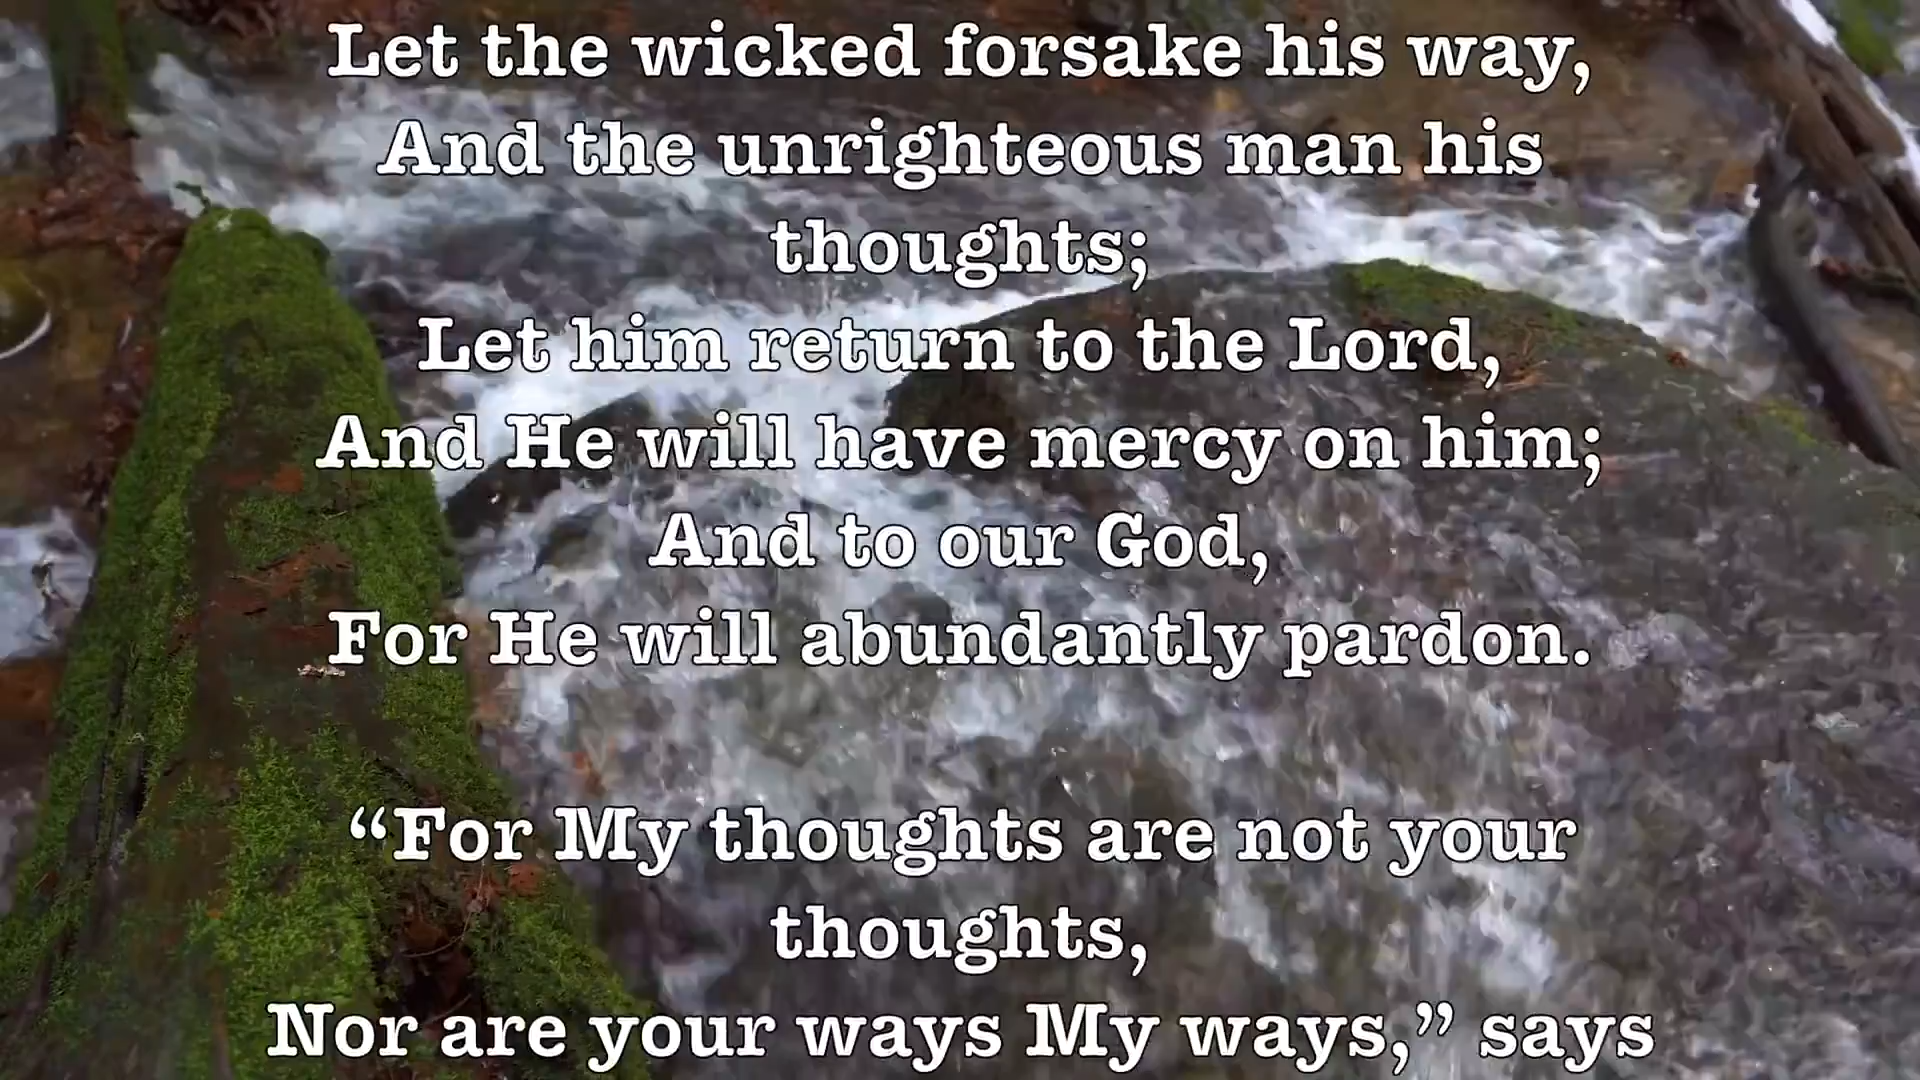 Let the wicked forsake his way,
And the unrighteous man his
thoughts;
Let him return to the Lord,
And He will have mercy on him;
And to our God,
For He will abundantly pardon.
“For My thoughts are not your
thoughts,
Nor are your ways My ways,” says